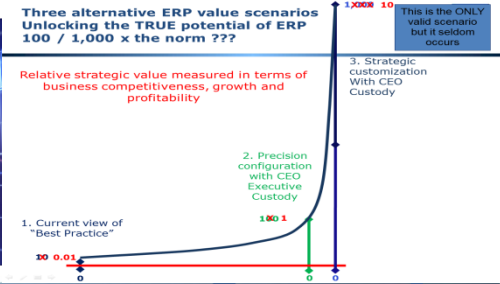 Three alternative ERP value scenarios
Unlocking the TRUE potential of ERP
100 / 1,000 x the norm ???
This is the ONLY
valid scenario
but it seldom
occurs
10
Relative strategic value measured in terms of
business competitiveness, growth and
profitability
3. Strategic
customization
With CEO
Custody
2. Precision
configuration
with CEO
Executive
Custody
1
1. Current view of
“Best Practice”
10
0.01
0
0
0